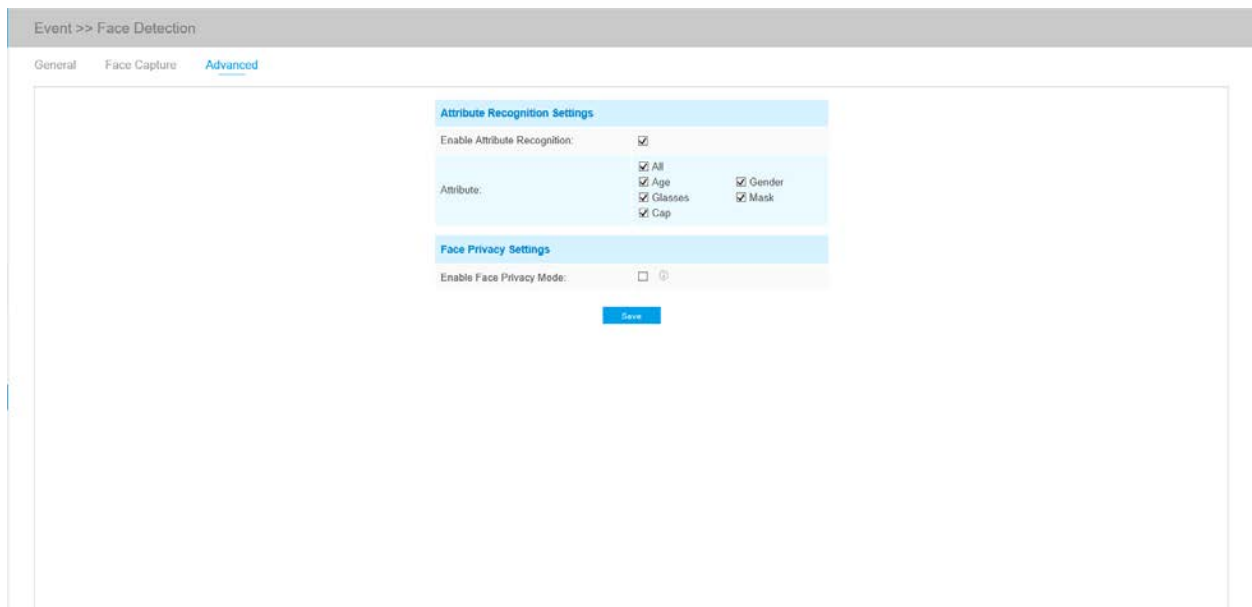 Event >> Face Detection
General Face Capture Advanced
Attribute Recognition Settings
Enable Attribute Recognition:
Attribute:
All
Age Gender
Glasses Mask
Cap
Face Privacy Settings
Enable Face Privacy Mode:
Save